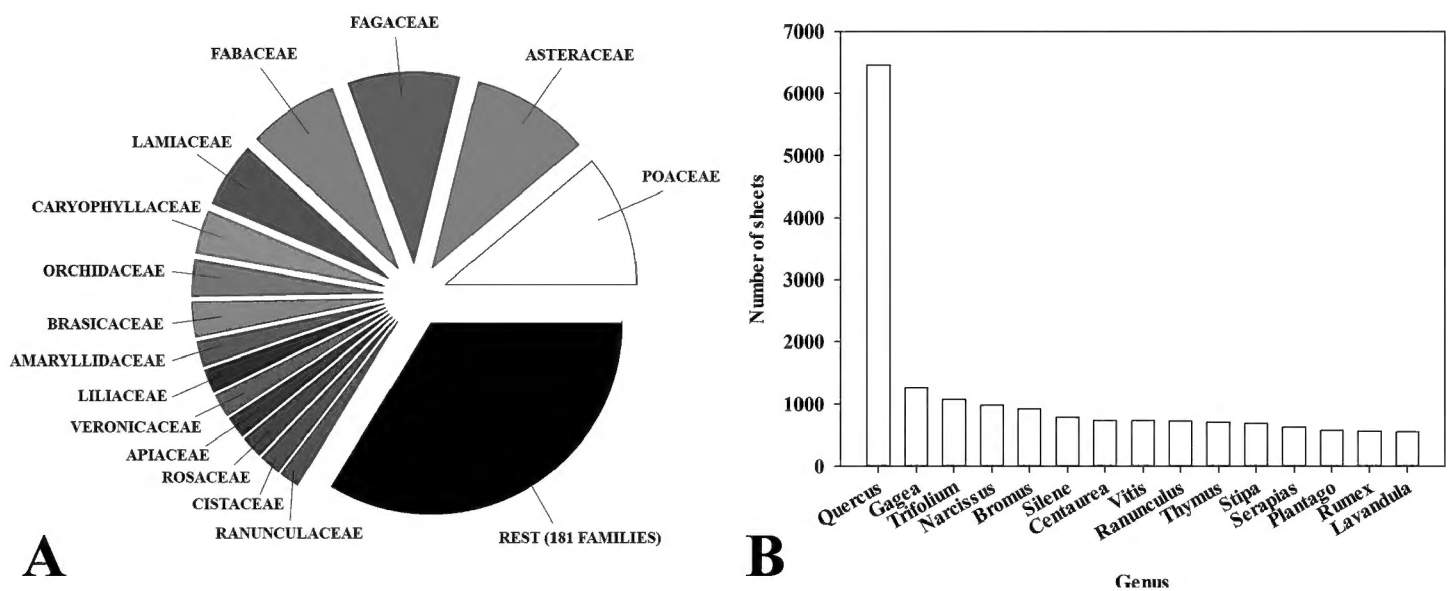 FAGACEAE
FABACEAE
ASTERACEAE
LAMIACEAE
POACEAE
CARYOPHYLLACEAE
ORCHIDACEAE
BRASICACEAE
AMARYLLIDACEAE
LILIACEAE
VERONICACEAE
APIACEAE
ROSACEAE
CISTACEAE
RANUNCULACEAE
REST (181 FAMILIES)
A
7000
6000
5000
4000
3000
2000
1000
0
Number of sheets
Quercus
Gagea
Trifolium
Narcissus
Bromus
Silene
Centaurea
Vitis
Ranunculus
Thymus
Stipa
Serapias
Plantago
Rumex
Lavandula
Genus
B